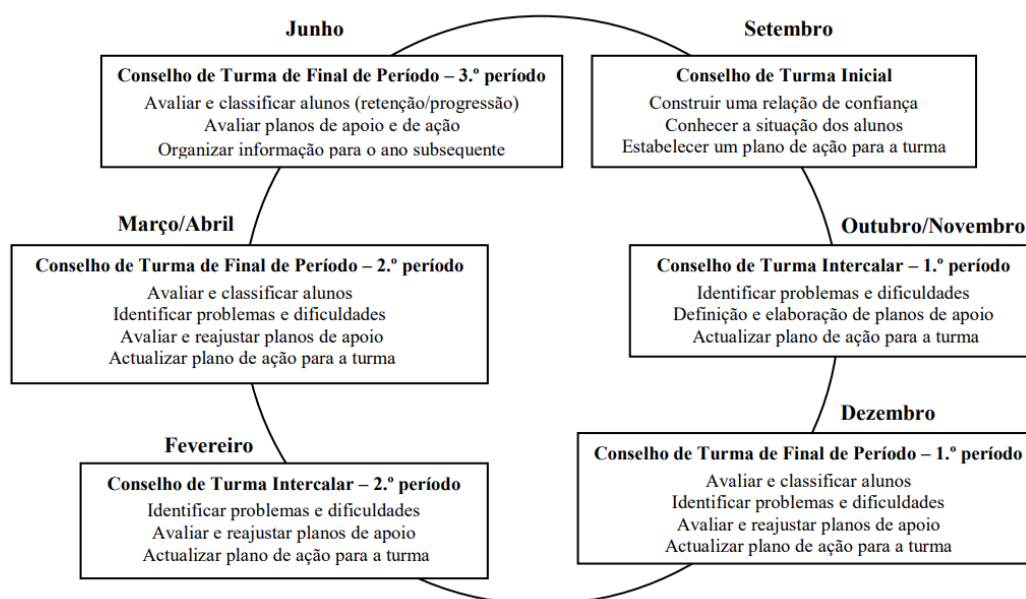 Junho
Conselho de Turma de Final de Período – 3.º período
Avaliar e classificar alunos (retenção/progressão)
Avaliar planos de apoio e de ação
Organizar informação para o ano subsequente
Setembro
Conselho de Turma Inicial
Construir uma relação de confiança
Conhecer a situação dos alunos
Estabelecer um plano de ação para a turma
Março/Abril
Conselho de Turma de Final de Período – 2.º período
Avaliar e classificar alunos
Identificar problemas e dificuldades
Avaliar e reajustar planos de apoio
Actualizar plano de ação para a turma
Outubro/Novembro
Conselho de Turma Intercalar – 1.º período
Identificar problemas e dificuldades
Definição e elaboração de planos de apoio
Actualizar plano de ação para a turma
Fevereiro
Conselho de Turma Intercalar – 2.º período
Identificar problemas e dificuldades
Avaliar e reajustar planos de apoio
Actualizar plano de ação para a turma
Dezembro
Conselho de Turma de Final de Período – 1.º período
Avaliar e classificar alunos
Identificar problemas e dificuldades
Avaliar e reajustar planos de apoio
Actualizar plano de ação para a turma